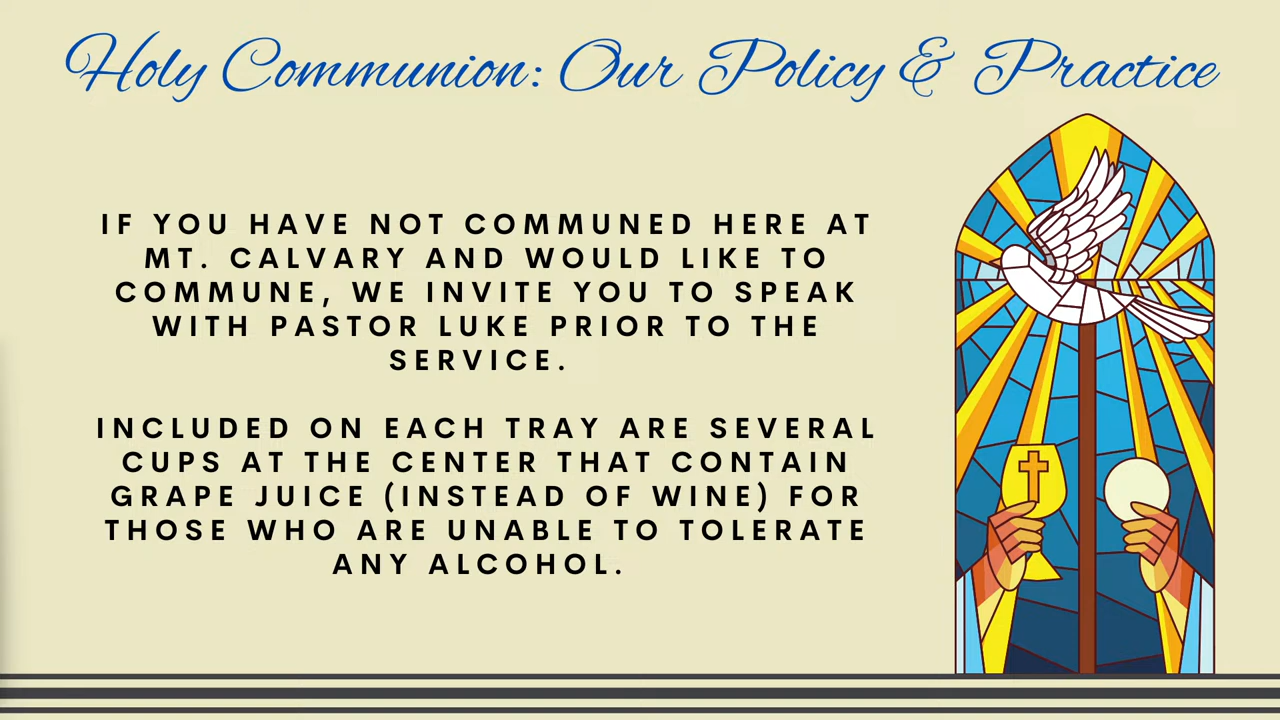 Holy Communion: Our Policy & Practice
IF YOU HAVE NOT COMMUNED HERE AT
MT. CALVARY AND WOULD LIKE TO
COMMUNE, WE INVITE YOU TO SPEAK
WITH PASTOR LUKE PRIOR TO THE
SERVICE.
INCLUDED ON EACH TRAY ARE SEVERAL
CUPS AT THE CENTER THAT CONTAIN
GRAPE JUICE (INSTEAD OF WINE) FOR
THOSE WHO ARE UNABLE TO TOLERATE
ANY ALCOHOL.